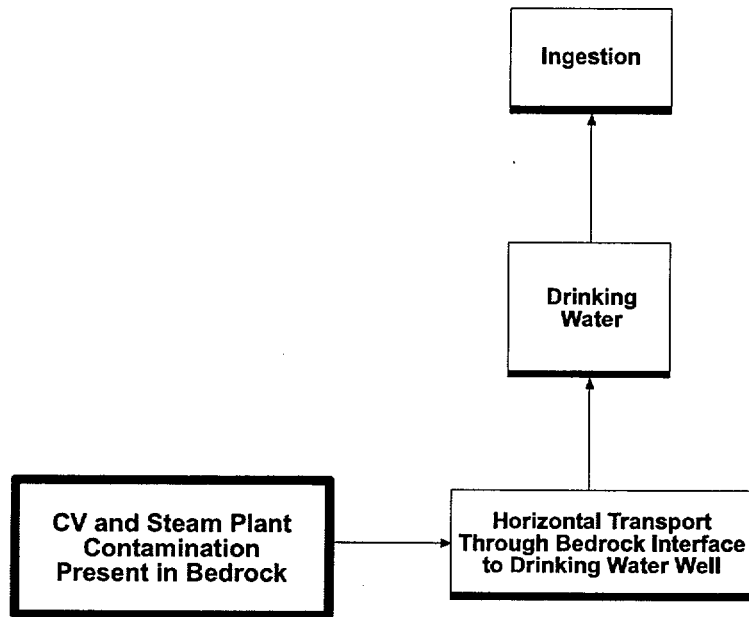 Ingestion
Drinking
Water
CV and Steam Plant
Contamination
Present in Bedrock
Horizontal Transport
Through Bedrock Interface
to Drinking Water Well